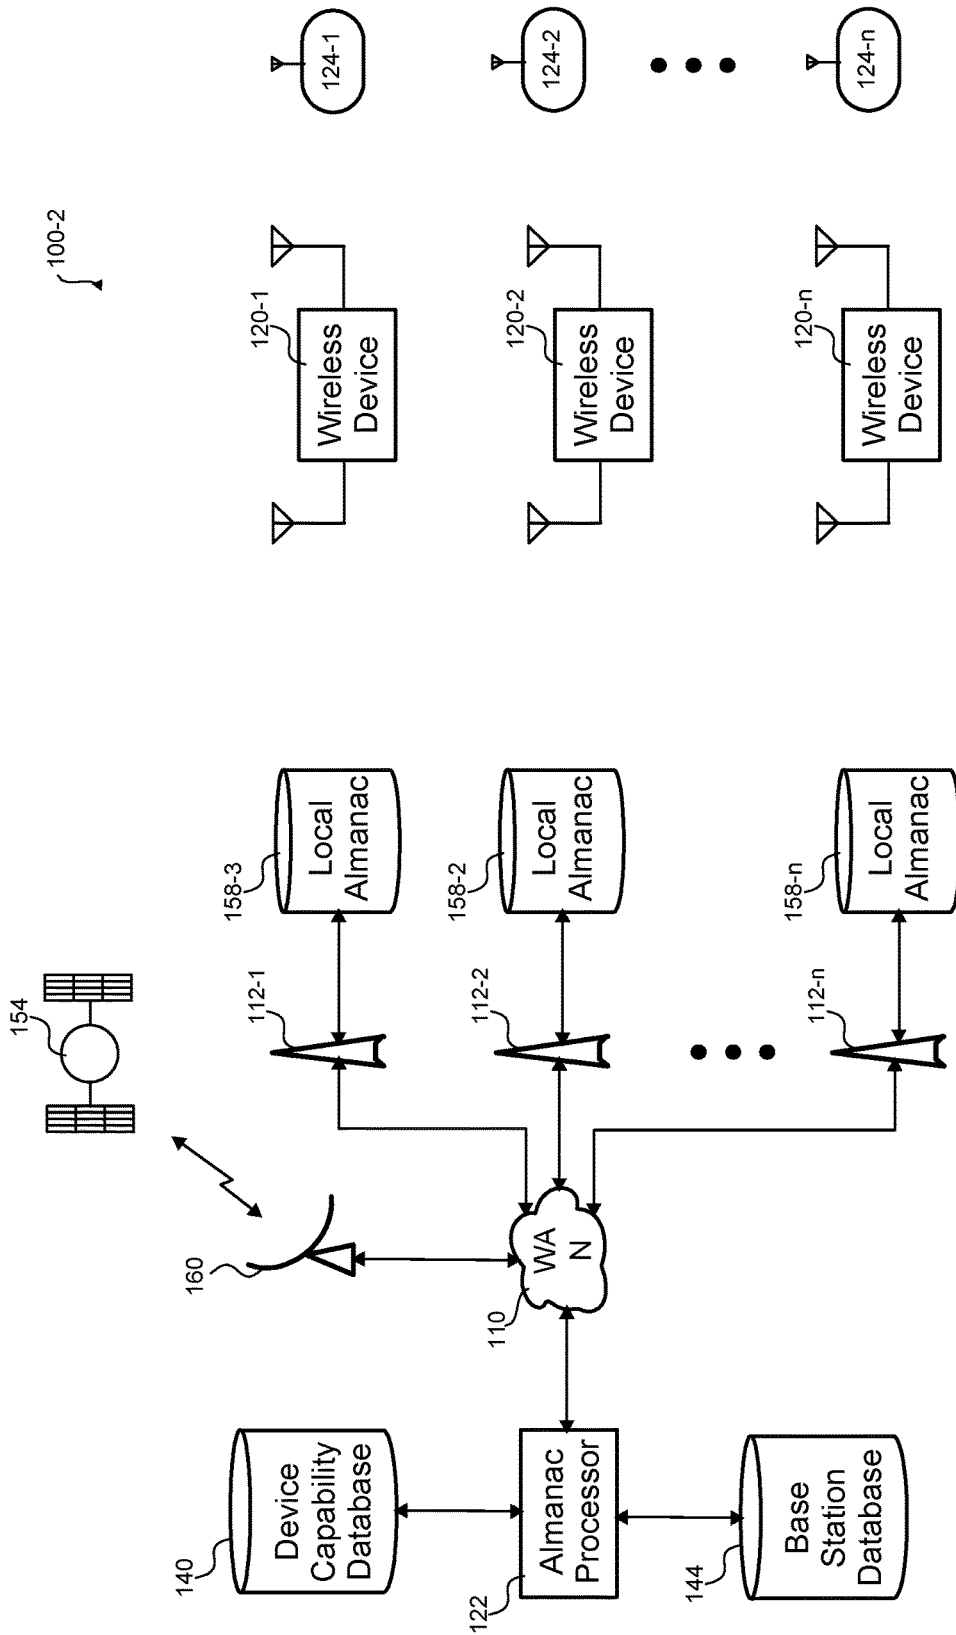 100-2
154
160
140
Device
Capability
Database
122
Almanac
Processor
144
Base
Station
Database
110
WA
N
112-1
158-3
Local
Almanac
120-1
Wireless
Device
124-1
112-2
158-2
Local
Almanac
120-2
Wireless
Device
124-2
112-n
158-n
Local
Almanac
120-n
Wireless
Device
124-n